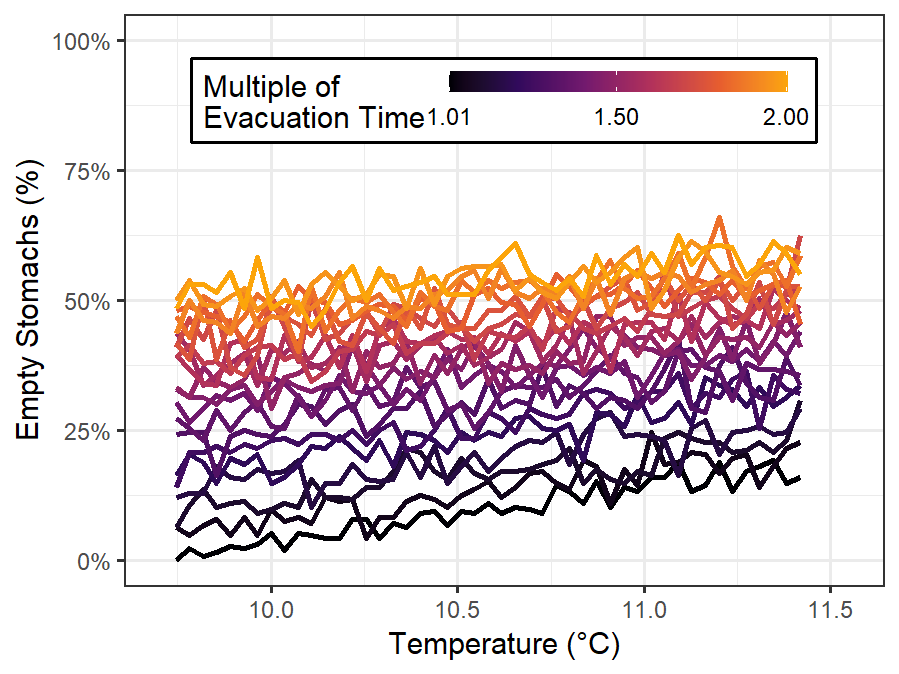 100%
75%
50%
25%
0%
Empty Stomachs (%)
Multiple of
Evacuation Time
1.01 1.50 2.00
10.0 10.5 11.0 11.5
Temperature (°C)